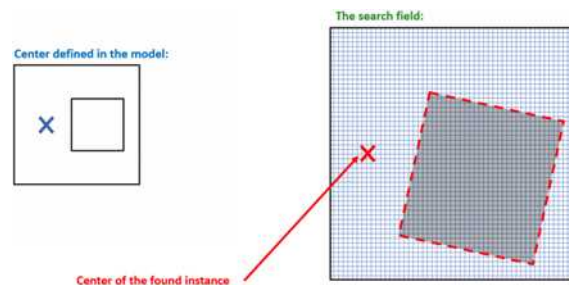 The search field:
Center defined in the model:
Center of the found instance